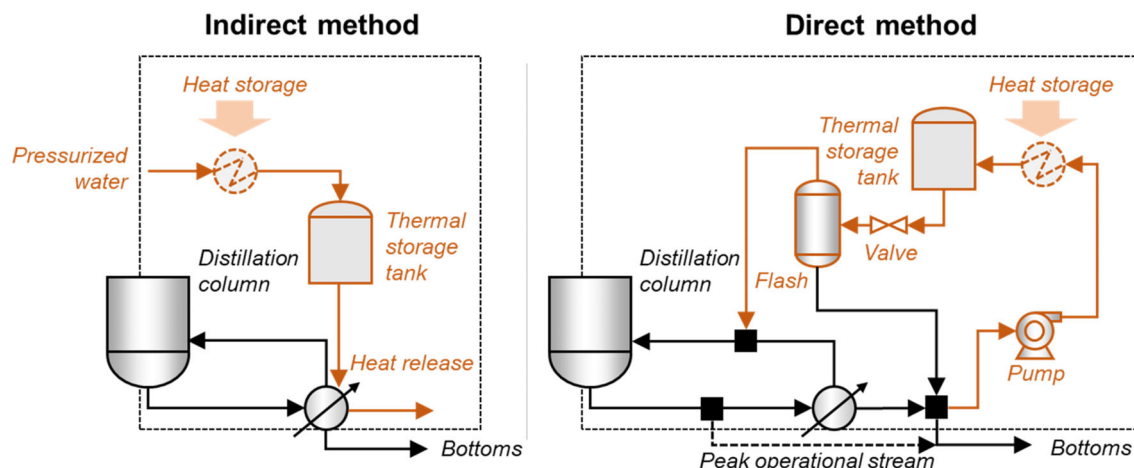 Indirect method
Heat storage
Pressurized
water
Thermal
storage
tank
Distillation
column
Heat release
Bottoms
Direct method
Heat storage
Thermal
storage
tank
Valve
Flash
Distillation
column
Pump
Bottoms
Peak operational stream